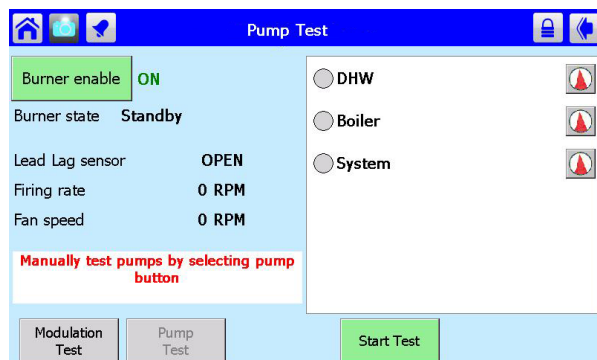 Pump Test
Burner enable ON
Burner state Standby
Lead Lag sensor OPEN
Firing rate 0 RPM
Fan speed 0 RPM
Manually test pumps by selecting pump
button
DHW
Boiler
System
Modulation
Test
Pump
Test
Start Test